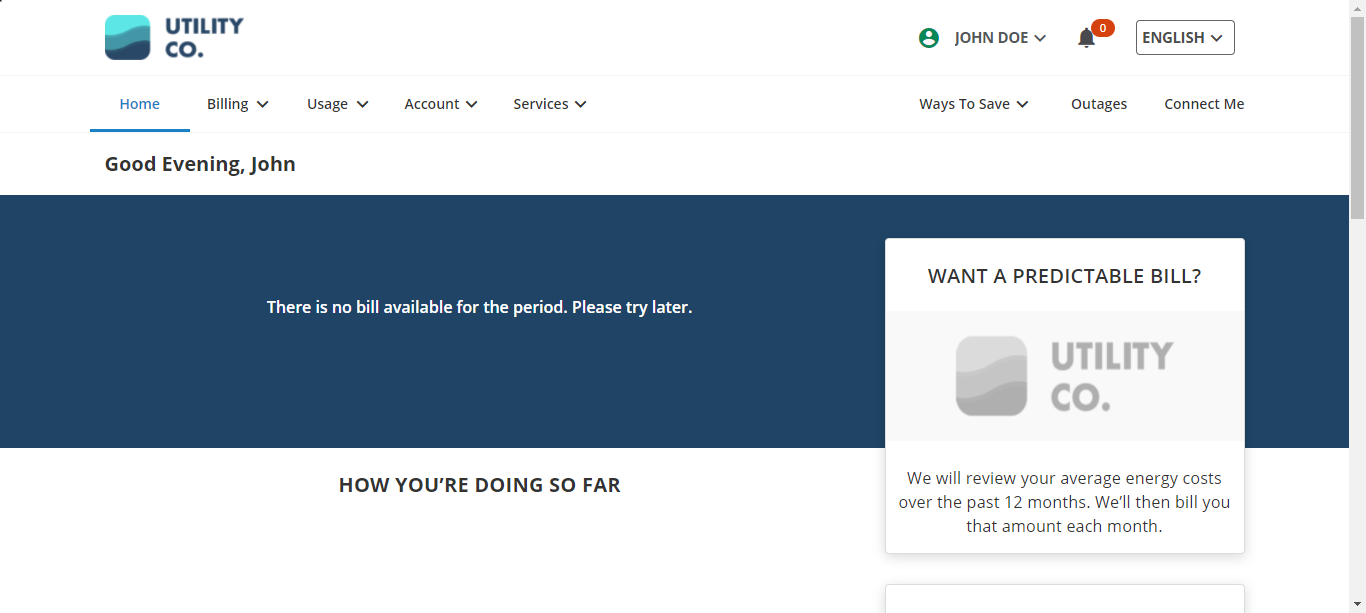 UTILITY
CO.
JOHN DOE
0
ENGLISH
Home
Billing
Usage
Account
Services
Ways To Save
Outages
Connect Me
Good Evening, John
There is no bill available for the period. Please try later.
WANT A PREDICTABLE BILL?
UTILITY
CO.
We will review your average energy costs
over the past 12 months. We’ll then bill you
that amount each month.
HOW YOU’RE DOING SO FAR